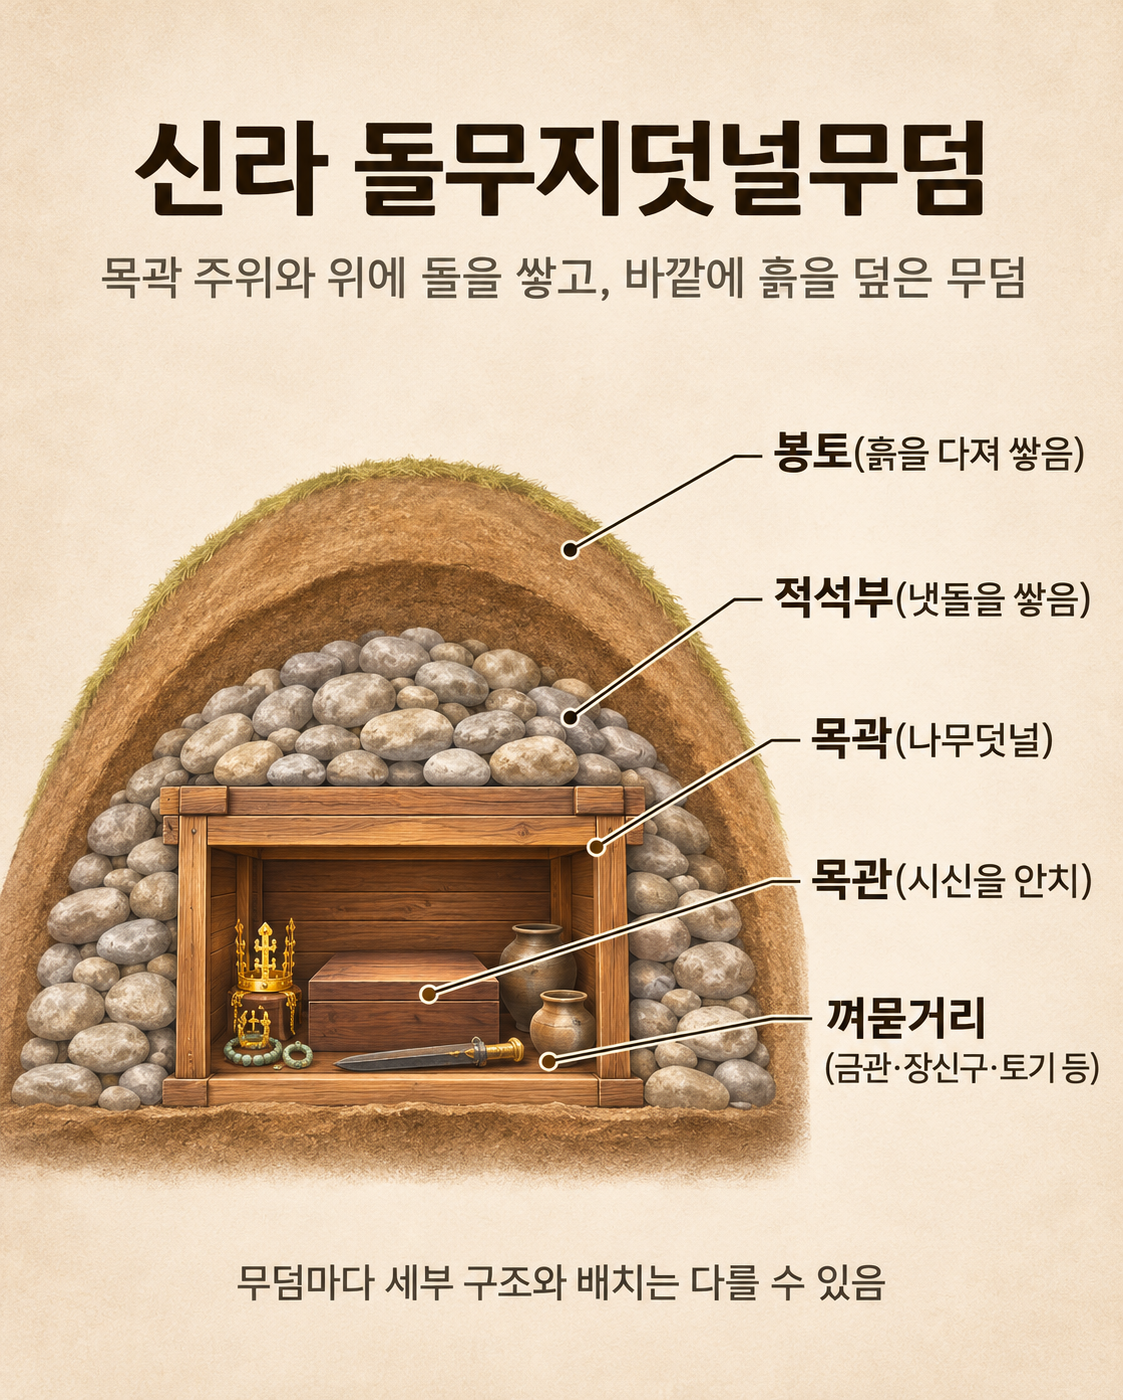 신라 돌무지덧널무덤
목곽 주위와 위에 돌을 쌓고, 바깥에 흙을 덮은 무덤
봉토(흙을 다져 쌓음)
적석부(냇돌을 쌓음)
목곽(나무덧널)
목관(시신을 안치)
껴묻거리
(금관·장신구·토기 등)
무덤마다 세부 구조와 배치는 다를 수 있음